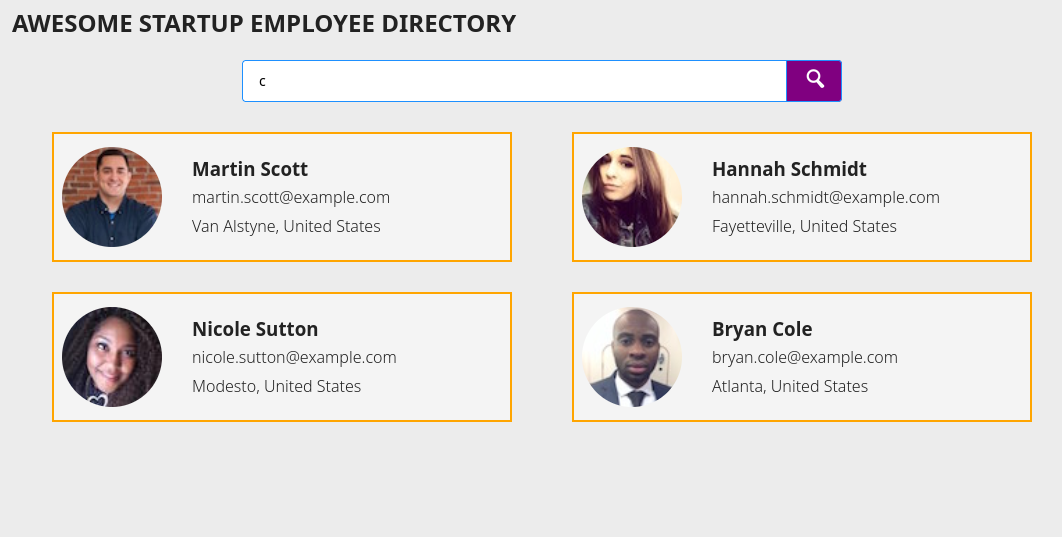 AWESOME STARTUP EMPLOYEE DIRECTORY
c
Martin Scott
martin.scott@example.com
Van Alstyne, United States
Hannah Schmidt
hannah.schmidt@example.com
Fayetteville, United States
Nicole Sutton
nicole.sutton@example.com
Modesto, United States
Bryan Cole
bryan.cole@example.com
Atlanta, United States